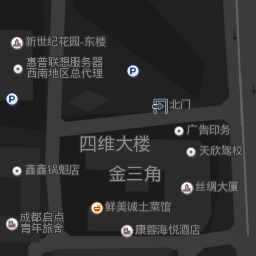 新世纪花园-东楼
惠普联想服务器
西南地区总代理
P
P
北门
广告印务
四维大楼
天欣驾校
金三角
鑫鑫锅魁店
丝绸大厦
鲜美诚土菜馆
成都启点
青年旅舍
康蓉海悦酒店